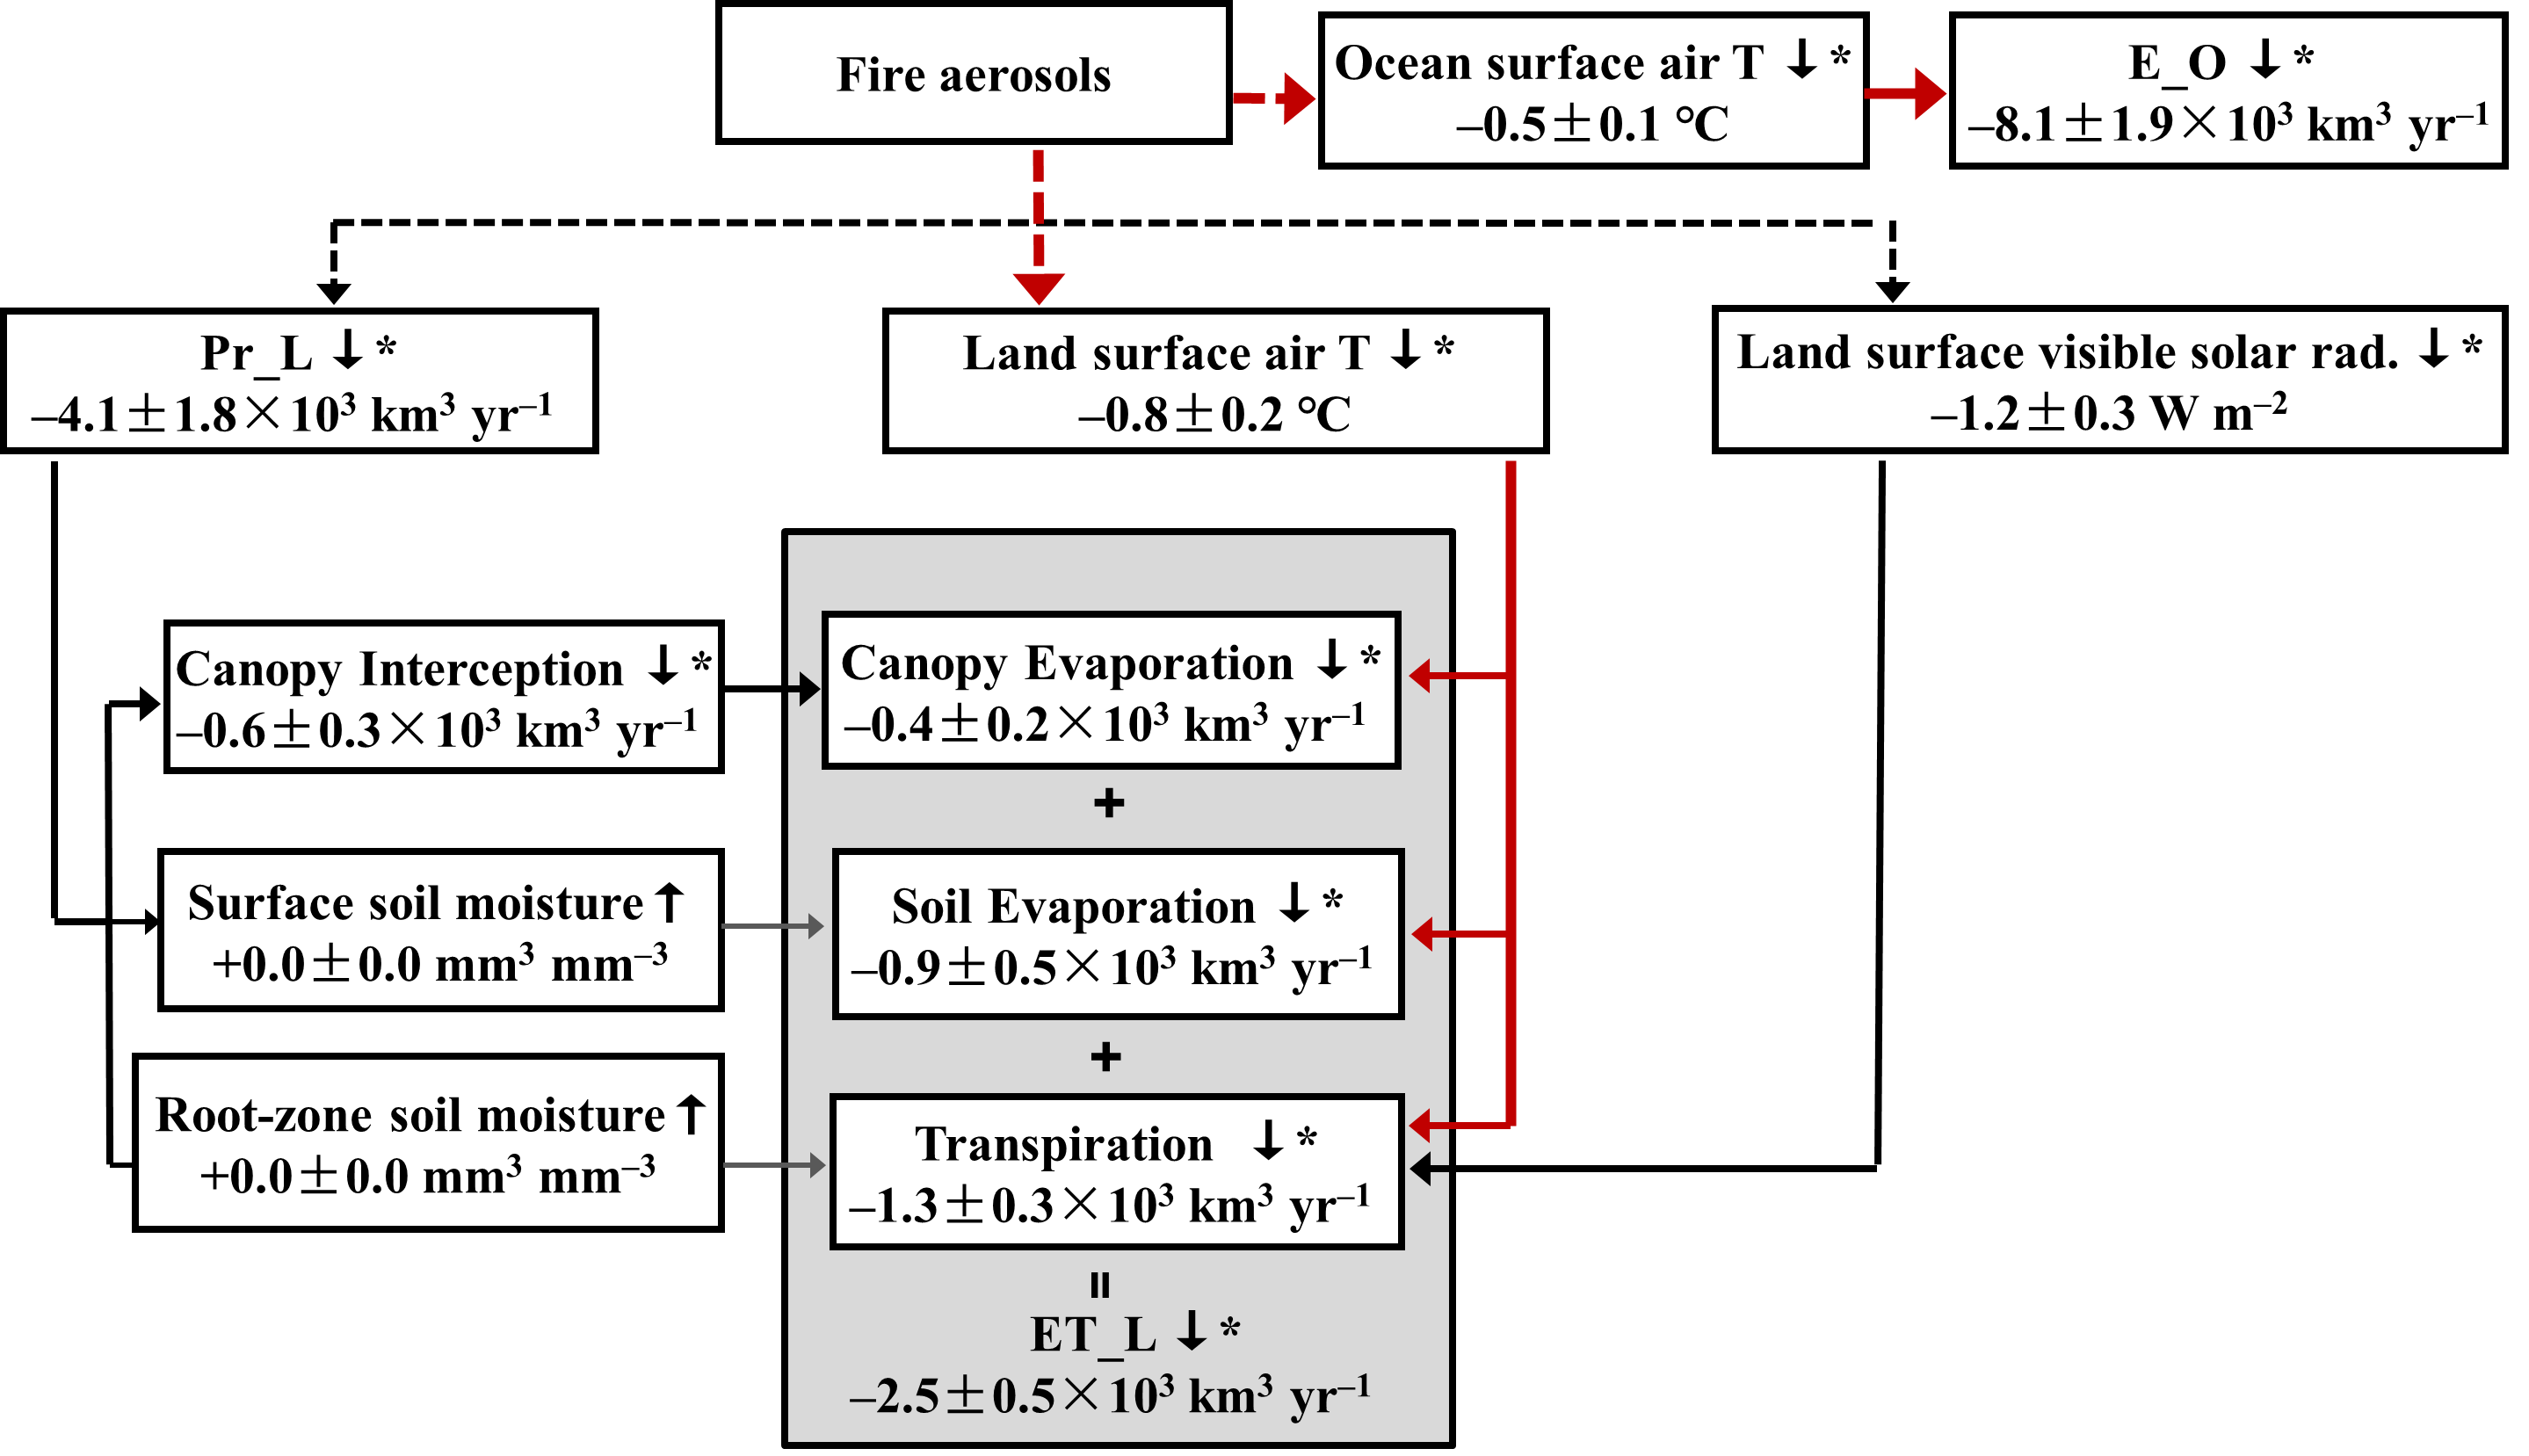 Fire aerosols
Ocean surface air T ↓ *
–0.5±0.1 ℃
E_O ↓ *
–8.1±1.9×10³ km³ yr⁻¹
Pr_L ↓ *
–4.1±1.8×10³ km³ yr⁻¹
Land surface air T ↓ *
–0.8±0.2 ℃
Land surface visible solar rad. ↓ *
–1.2±0.3 W m⁻²
Canopy Interception ↓ *
–0.6±0.3×10³ km³ yr⁻¹
Canopy Evaporation ↓ *
–0.4±0.2×10³ km³ yr⁻¹
+
Surface soil moisture ↑
+0.0±0.0 mm³ mm⁻³
Soil Evaporation ↓ *
–0.9±0.5×10³ km³ yr⁻¹
+
Root-zone soil moisture ↑
+0.0±0.0 mm³ mm⁻³
Transpiration ↓ *
–1.3±0.3×10³ km³ yr⁻¹
=
ET_L ↓ *
–2.5±0.5×10³ km³ yr⁻¹